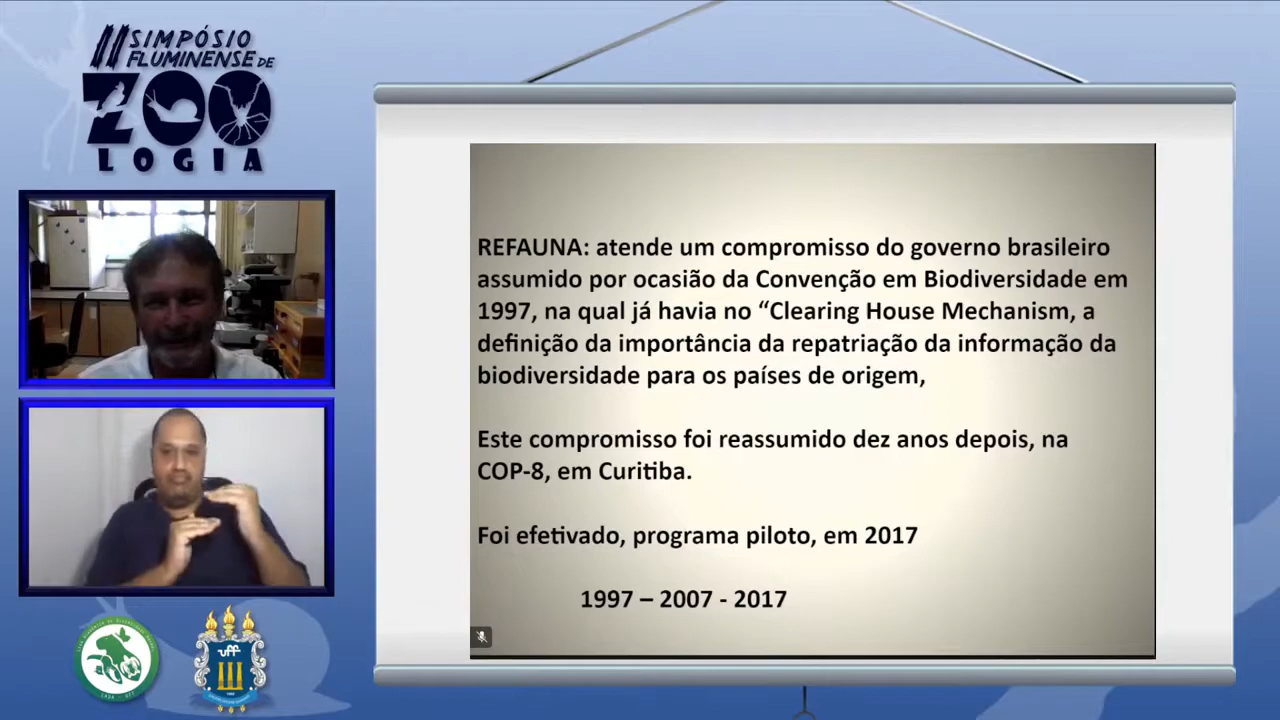 II SIMPÓSIO
FLUMINENSE DE
ZOO
LOGIA
REFAUNA: atende um compromisso do governo brasileiro
assumido por ocasião da Convenção em Biodiversidade em
1997, na qual já havia no “Clearing House Mechanism, a
definição da importância da repatriação da informação da
biodiversidade para os países de origem,
Este compromisso foi reassumido dez anos depois, na
COP-8, em Curitiba.
Foi efetivado, programa piloto, em 2017
1997 – 2007 - 2017
uff